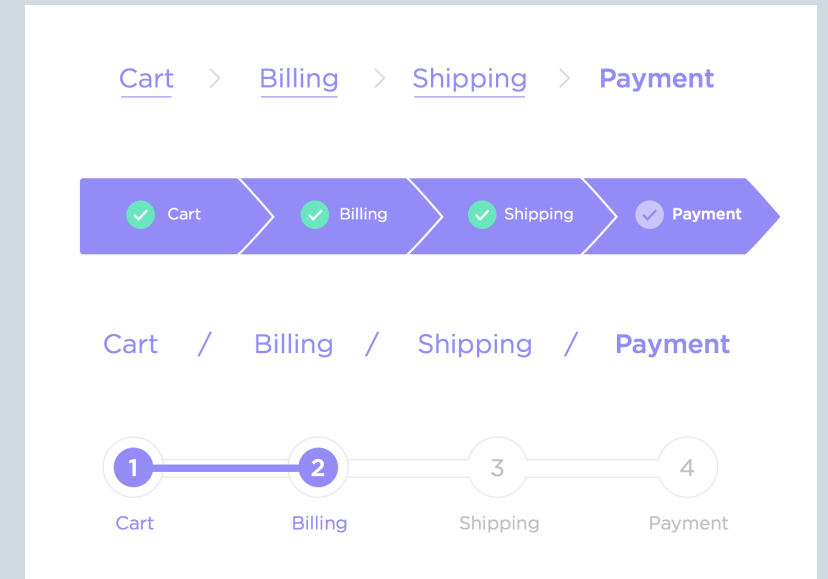 Cart > Billing > Shipping > Payment
Cart Billing Shipping Payment
Cart / Billing / Shipping / Payment
1 2 3 4
Cart Billing Shipping Payment